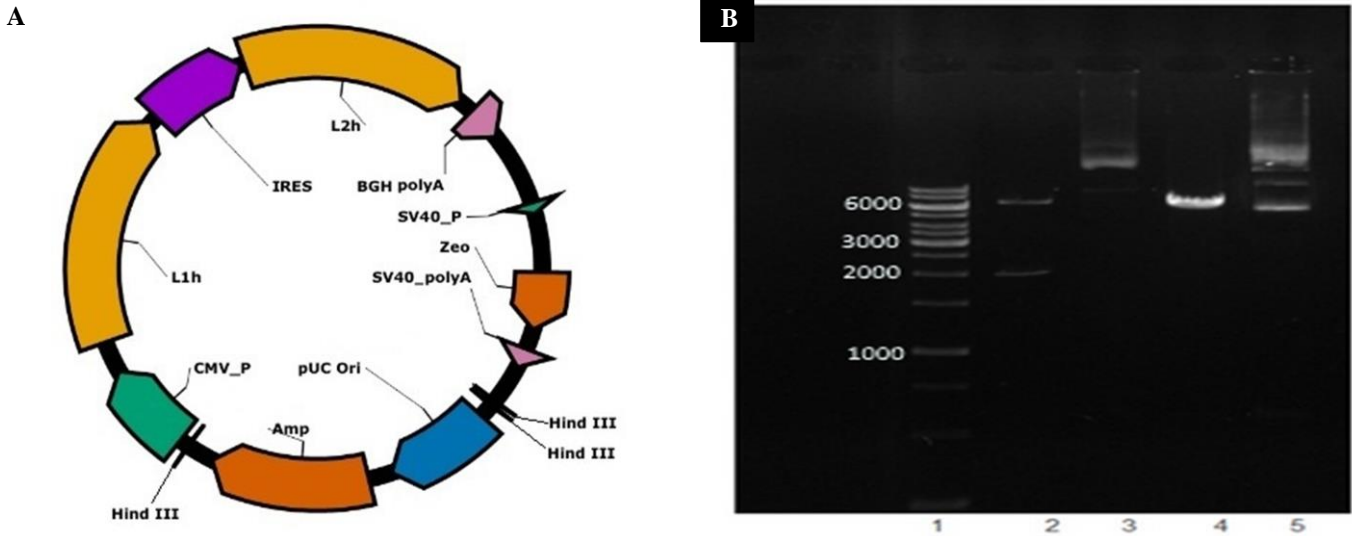 A
L2h
IRES
BGH polyA
SV40_P
Zeo
SV40_polyA
L1h
CMV_P
pUC Ori
Amp
Hind III
Hind III
Hind III
B
6000
3000
2000
1000
1 2 3 4 5